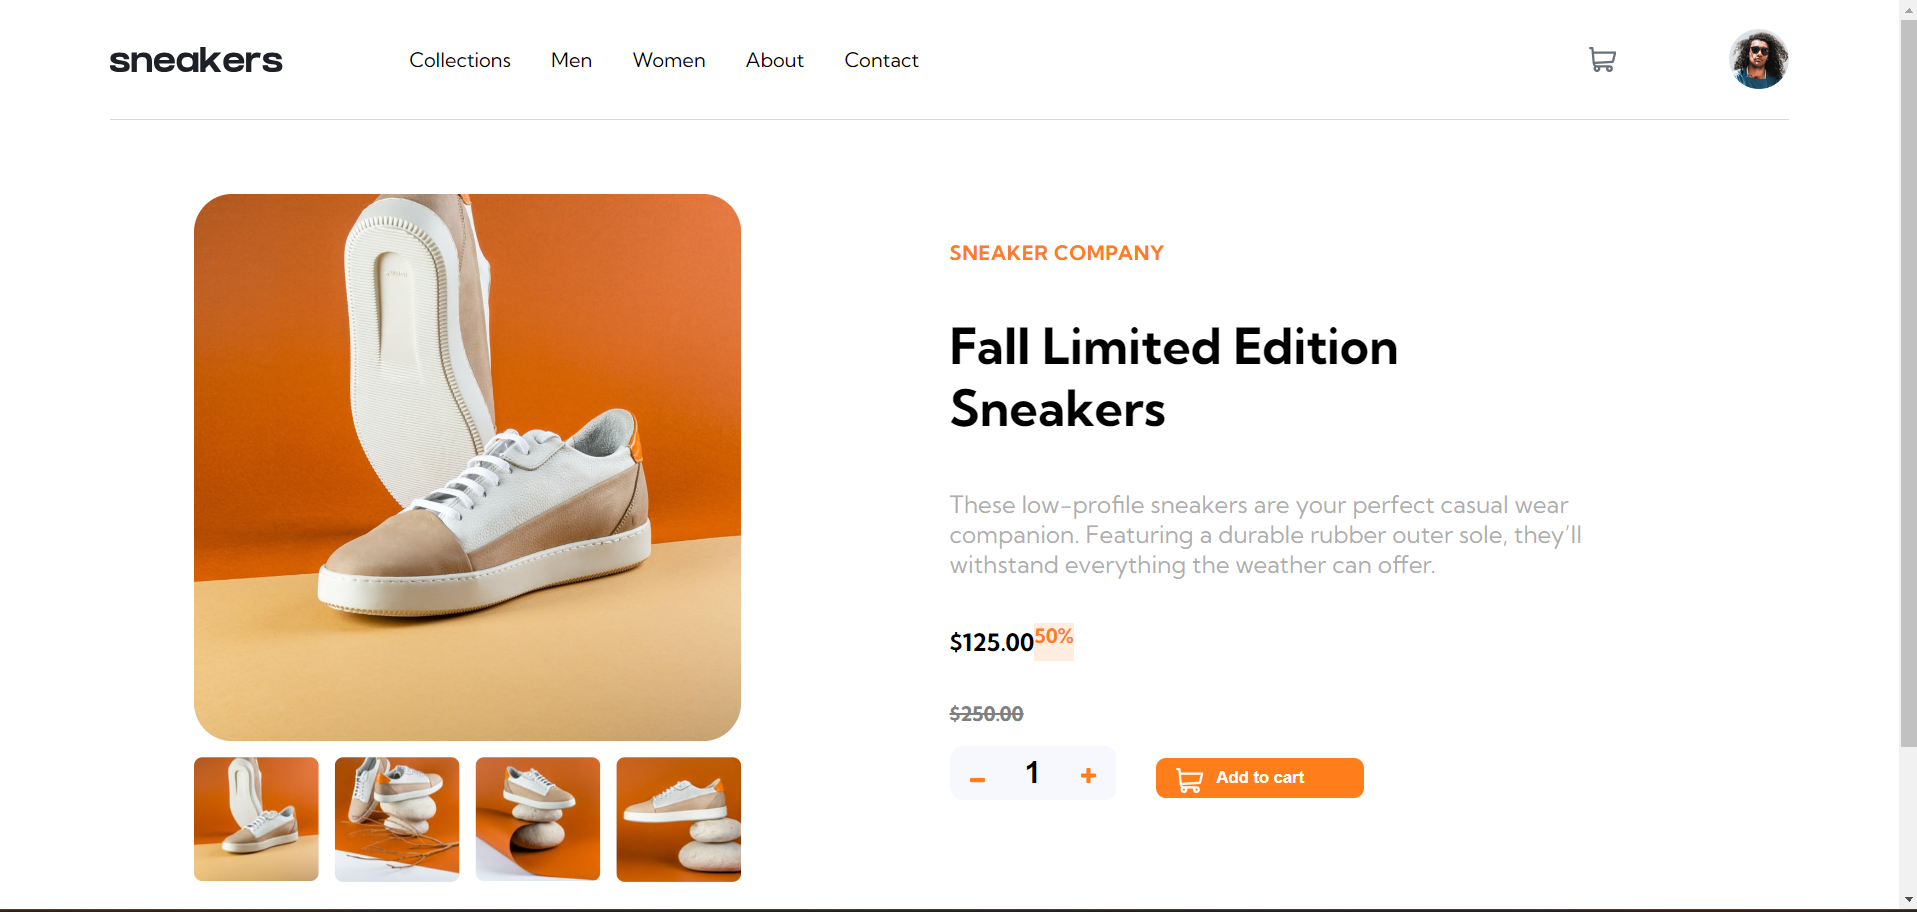 sneakers
Collections Men Women About Contact
SNEAKER COMPANY
Fall Limited Edition
Sneakers
These low-profile sneakers are your perfect casual wear
companion. Featuring a durable rubber outer sole, they’ll
withstand everything the weather can offer.
$125.00 50%
$250.00
1
Add to cart